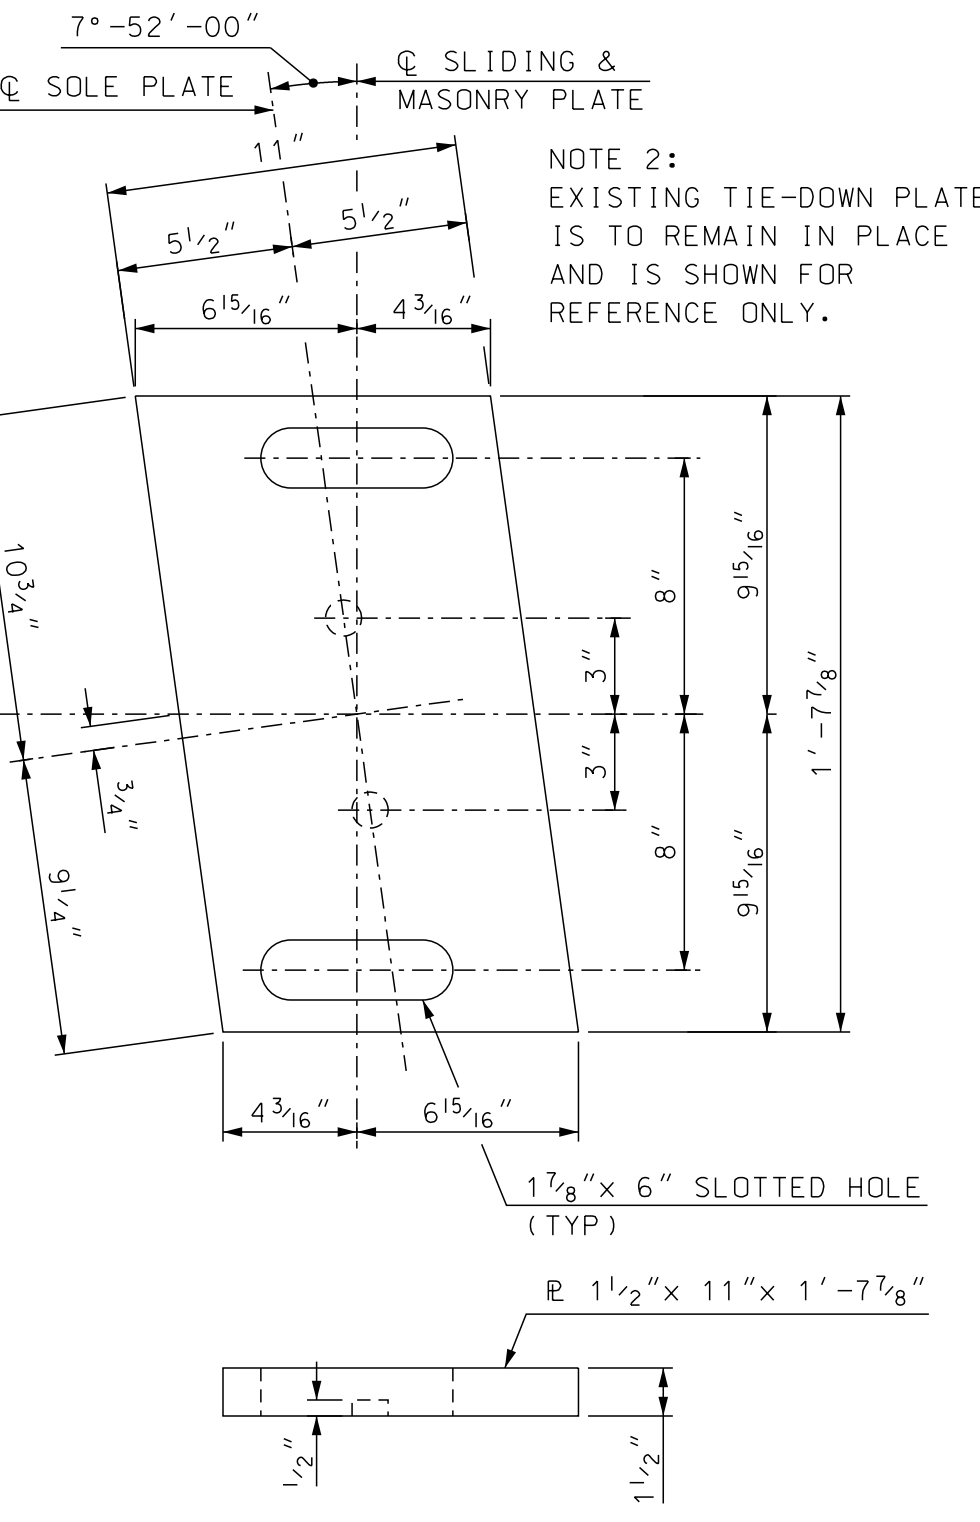 7°-52'-00"
℄ SLIDING &
MASONRY PLATE
℄ SOLE PLATE
11"
NOTE 2:
EXISTING TIE-DOWN PLATE
IS TO REMAIN IN PLACE
AND IS SHOWN FOR
REFERENCE ONLY.
5 1/2"
5 1/2"
6 15/16"
4 3/16"
10 3/4"
9 15/16"
8"
3"
1'-7 7/8"
3"
3/4"
8"
9 15/16"
9 1/4"
4 3/16"
6 15/16"
1 7/8"x 6" SLOTTED HOLE
(TYP)
PL 1 1/2"x 11"x 1'-7 7/8"
1/2"
1 1/2"